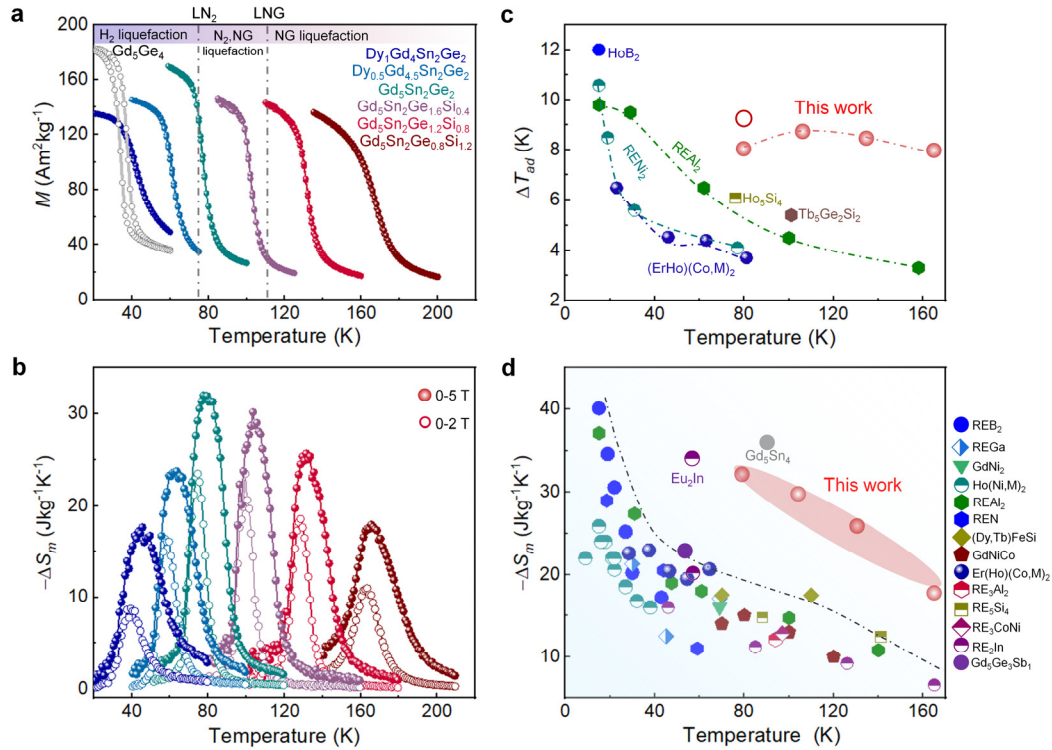 a
LN₂
LNG
H₂ liquefaction
N₂,NG
liquefaction
NG liquefaction
Gd₅Ge₄
Dy₁Gd₄Sn₂Ge₂
Dy₀.₅Gd₄.₅Sn₂Ge₂
Gd₅Sn₂Ge₂
Gd₅Sn₂Ge₁.₆Si₀.₄
Gd₅Sn₂Ge₁.₂Si₀.₈
Gd₅Sn₂Ge₀.₈Si₁.₂
M (Am²kg⁻¹)
200
160
120
80
40
0
40 80 120 160 200
Temperature (K)
c
ΔT_ad (K)
12
10
8
6
4
2
HoB₂
This work
RENi₂
REAl₂
Ho₅Si₄
Tb₅Ge₂Si₂
(ErHo)(Co,M)₂
0 40 80 120 160
Temperature (K)
b
−ΔS_m (Jkg⁻¹K⁻¹)
30
20
10
0
0-5 T
0-2 T
40 80 120 160 200
Temperature (K)
d
−ΔS_m (Jkg⁻¹K⁻¹)
40
30
20
10
Gd₅Sn₄
Eu₂In
This work
0 40 80 120 160
Temperature (K)
REB₂
REGa
GdNi₂
Ho(Ni,M)₂
REAl₂
REN
(Dy,Tb)FeSi
GdNiCo
Er(Ho)(Co,M)₂
RE₃Al₂
RE₅Si₄
RE₃CoNi
RE₂In
Gd₅Ge₃Sb₁